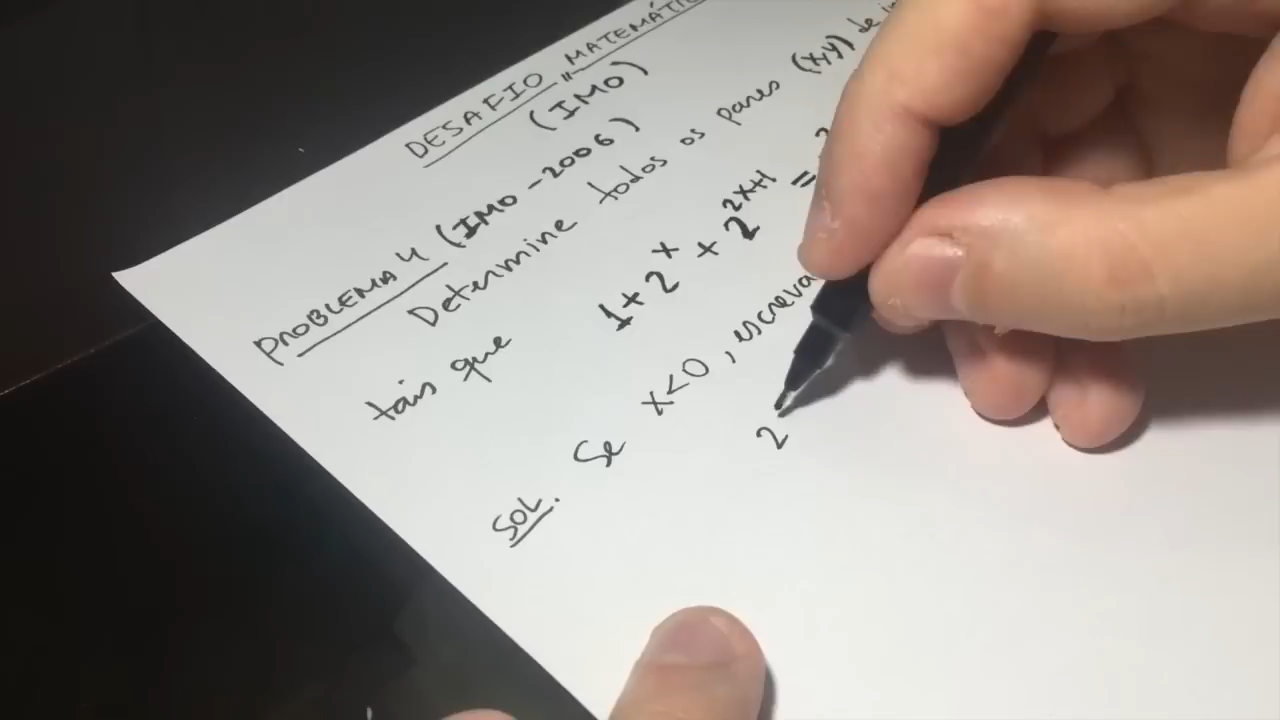 DESAFIO MATEMÁTIC
(IMO)
PROBLEMA 4 (IMO - 2006)
Determine todos os pares (x,y) de
tais que 1 + 2^x + 2^{2x+1} =
SOL. Se x < 0, escreva
2